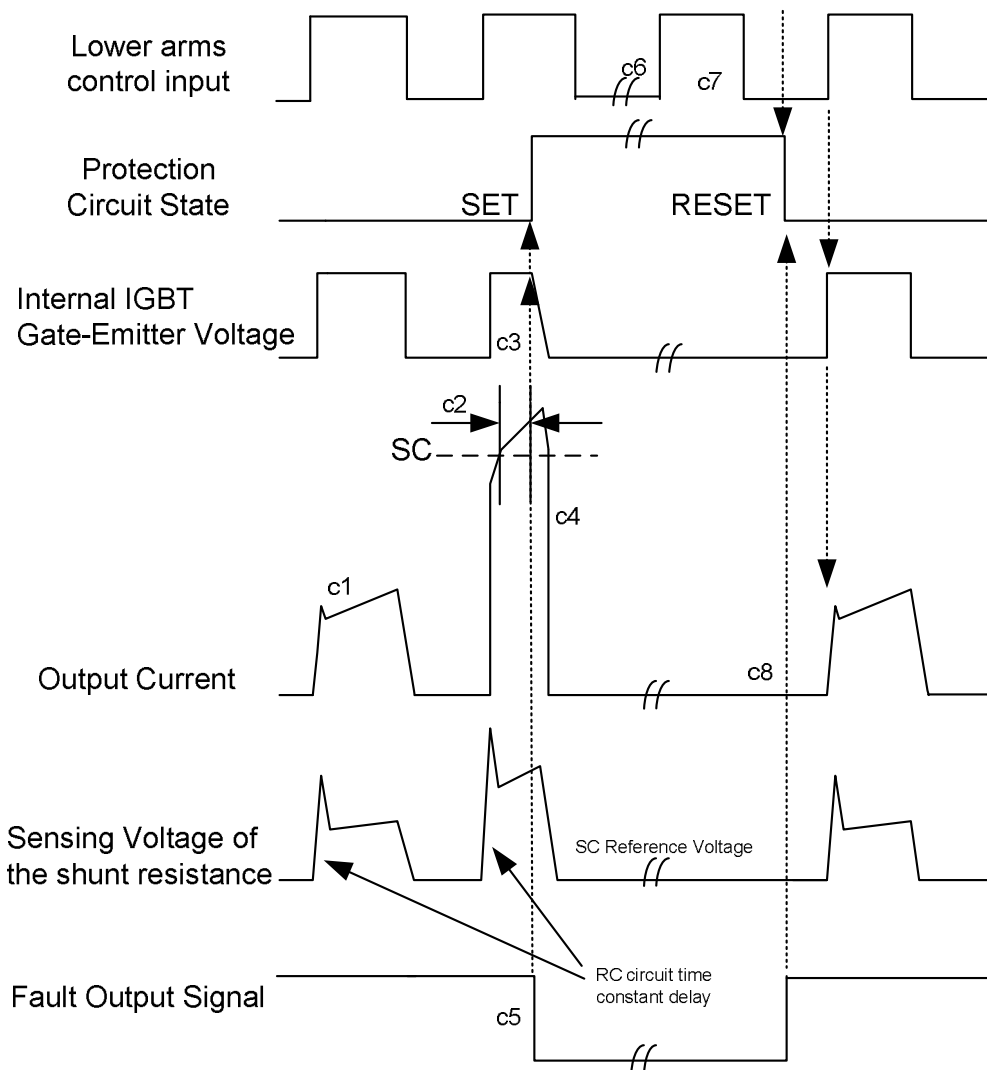 Lower arms
control input
c6
c7
Protection
Circuit State
SET
RESET
Internal IGBT
Gate-Emitter Voltage
c3
c2
SC
c4
c1
Output Current
c8
Sensing Voltage of
the shunt resistance
SC Reference Voltage
RC circuit time
constant delay
Fault Output Signal
c5